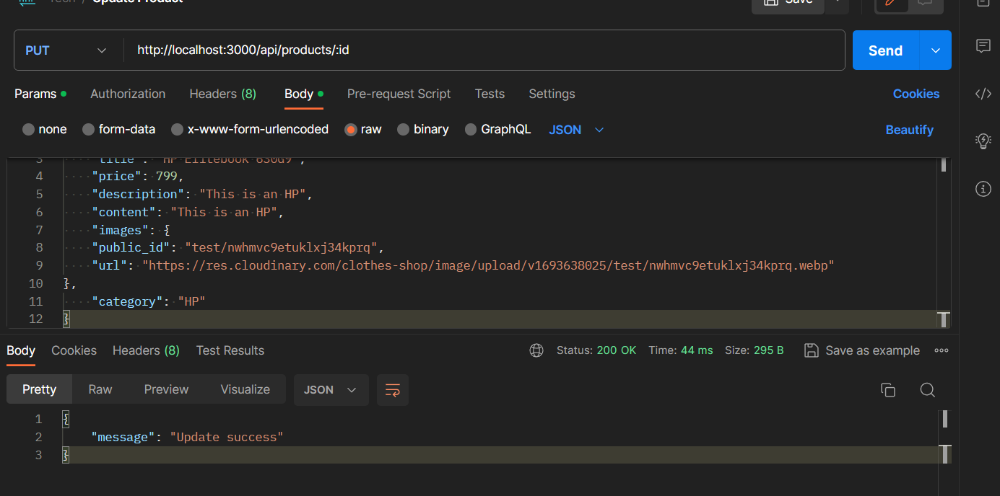 Tech / Update Product
Save
PUT http://localhost:3000/api/products/:id Send
Params Authorization Headers (8) Body Pre-request Script Tests Settings Cookies
none form-data x-www-form-urlencoded raw binary GraphQL JSON Beautify
3 "title": "HP Elitebook 630G9",
4 "price": 799,
5 "description": "This is an HP",
6 "content": "This is an HP",
7 "images": {
8 "public_id": "test/nwhmvc9etuklxj34kprq",
9 "url": "https://res.cloudinary.com/clothes-shop/image/upload/v1693638025/test/nwhmvc9etuklxj34kprq.webp"
10 },
11 "category": "HP"
12 }
Body Cookies Headers (8) Test Results Status: 200 OK Time: 44 ms Size: 295 B Save as example
Pretty Raw Preview Visualize JSON
1 {
2 "message": "Update success"
3 }